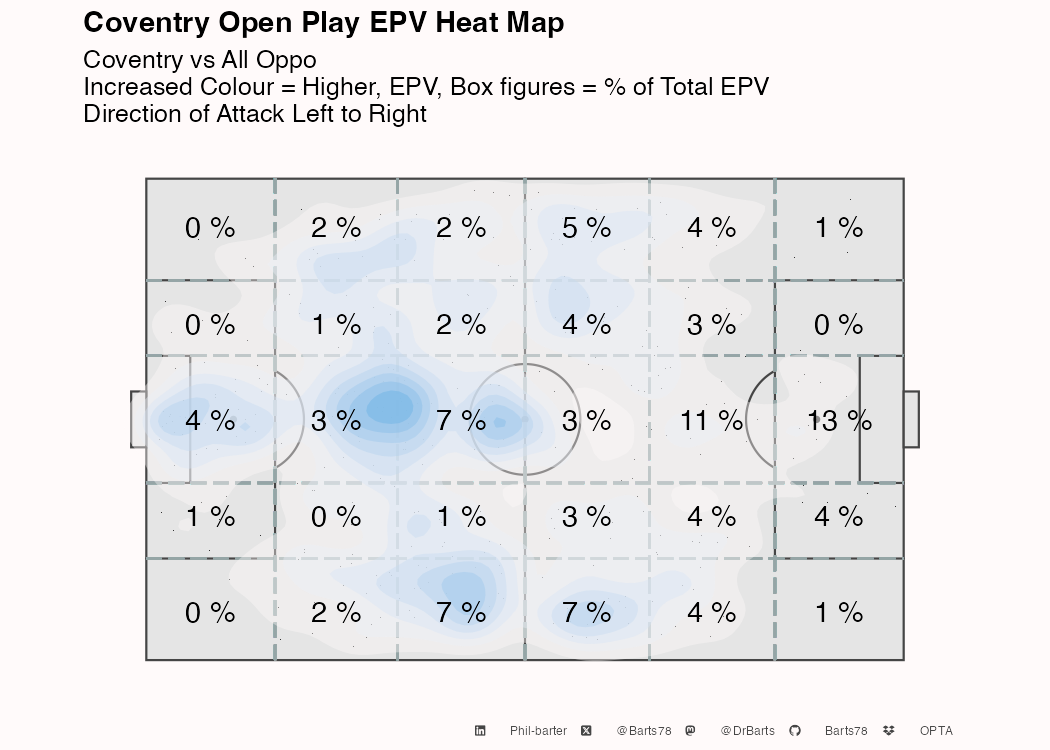 Coventry Open Play EPV Heat Map
Coventry vs All Oppo
Increased Colour = Higher, EPV, Box figures = % of Total EPV
Direction of Attack Left to Right
0 % 2 % 2 % 5 % 4 % 1 %
0 % 1 % 2 % 4 % 3 % 0 %
4 % 3 % 7 % 3 % 11 % 13 %
1 % 0 % 1 % 3 % 4 % 4 %
0 % 2 % 7 % 7 % 4 % 1 %
Phil-barter @Barts78 @DrBarts Barts78 OPTA